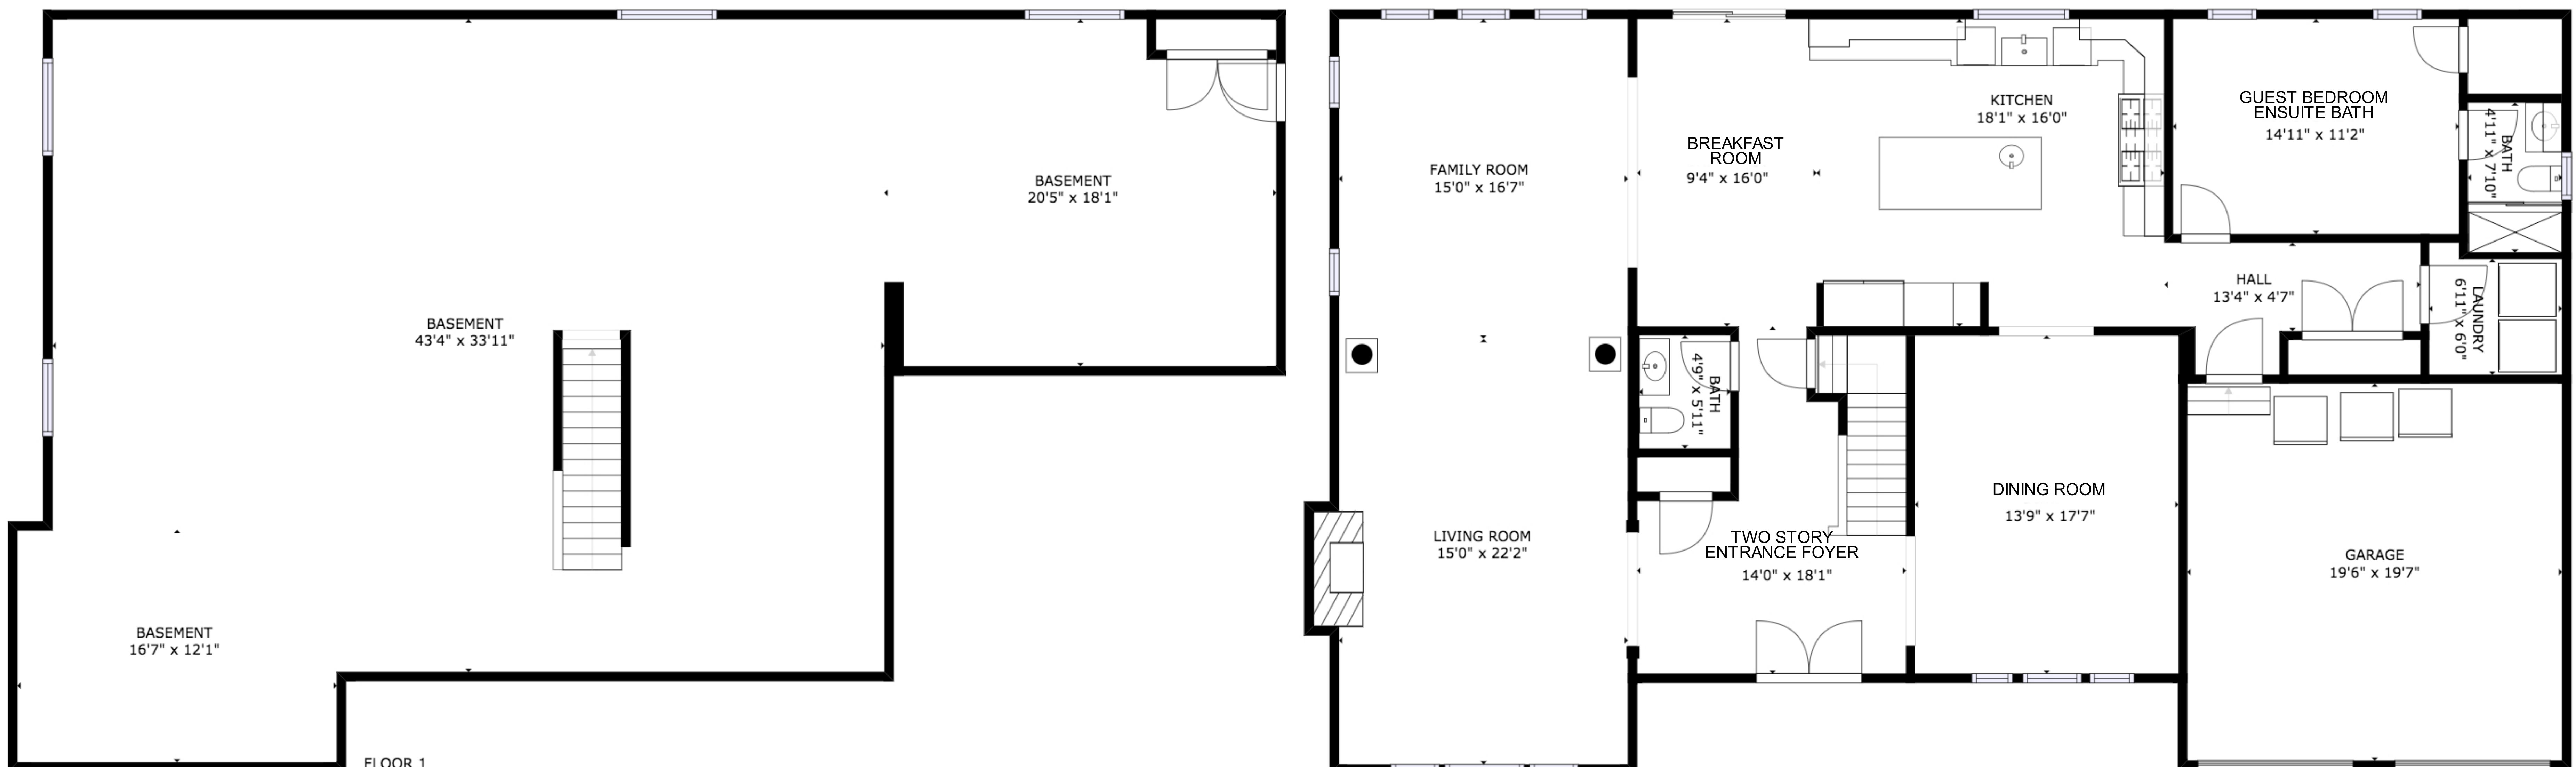 BASEMENT
20'5" x 18'1"
BASEMENT
43'4" x 33'11"
BASEMENT
16'7" x 12'1"
FLOOR 1
FAMILY ROOM
15'0" x 16'7"
BREAKFAST
ROOM
9'4" x 16'0"
KITCHEN
18'1" x 16'0"
GUEST BEDROOM
ENSUITE BATH
14'11" x 11'2"
BATH
4'11" x 7'10"
HALL
13'4" x 4'7"
LAUNDRY
6'11" x 6'0"
BATH
4'9" x 5'11"
LIVING ROOM
15'0" x 22'2"
TWO STORY
ENTRANCE FOYER
14'0" x 18'1"
DINING ROOM
13'9" x 17'7"
GARAGE
19'6" x 19'7"